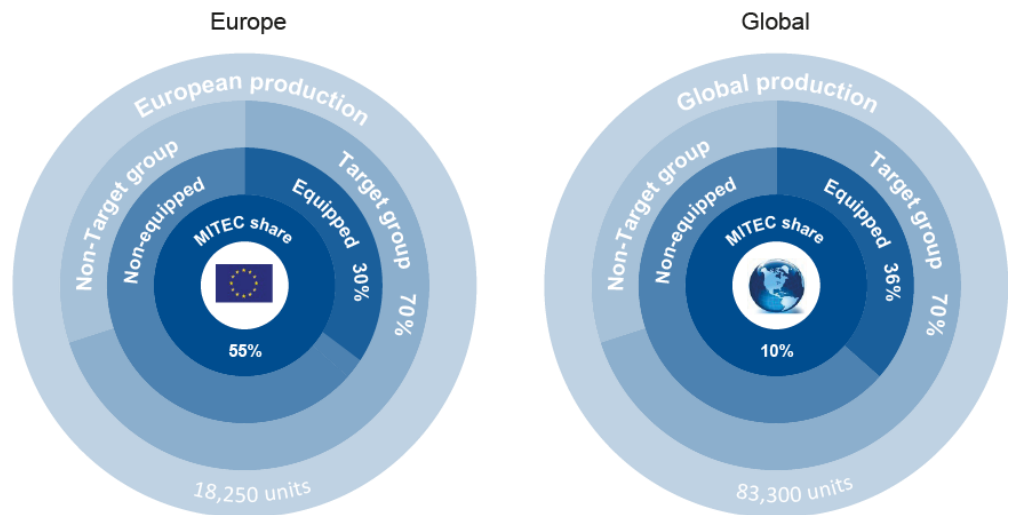 Europe
European production
Non-Target group
Target group
70%
Non-equipped
Equipped
30%
MITEC share
55%
18,250 units
Global
Global production
Non-Target group
Target group
70%
Non-equipped
Equipped
36%
MITEC share
10%
83,300 units